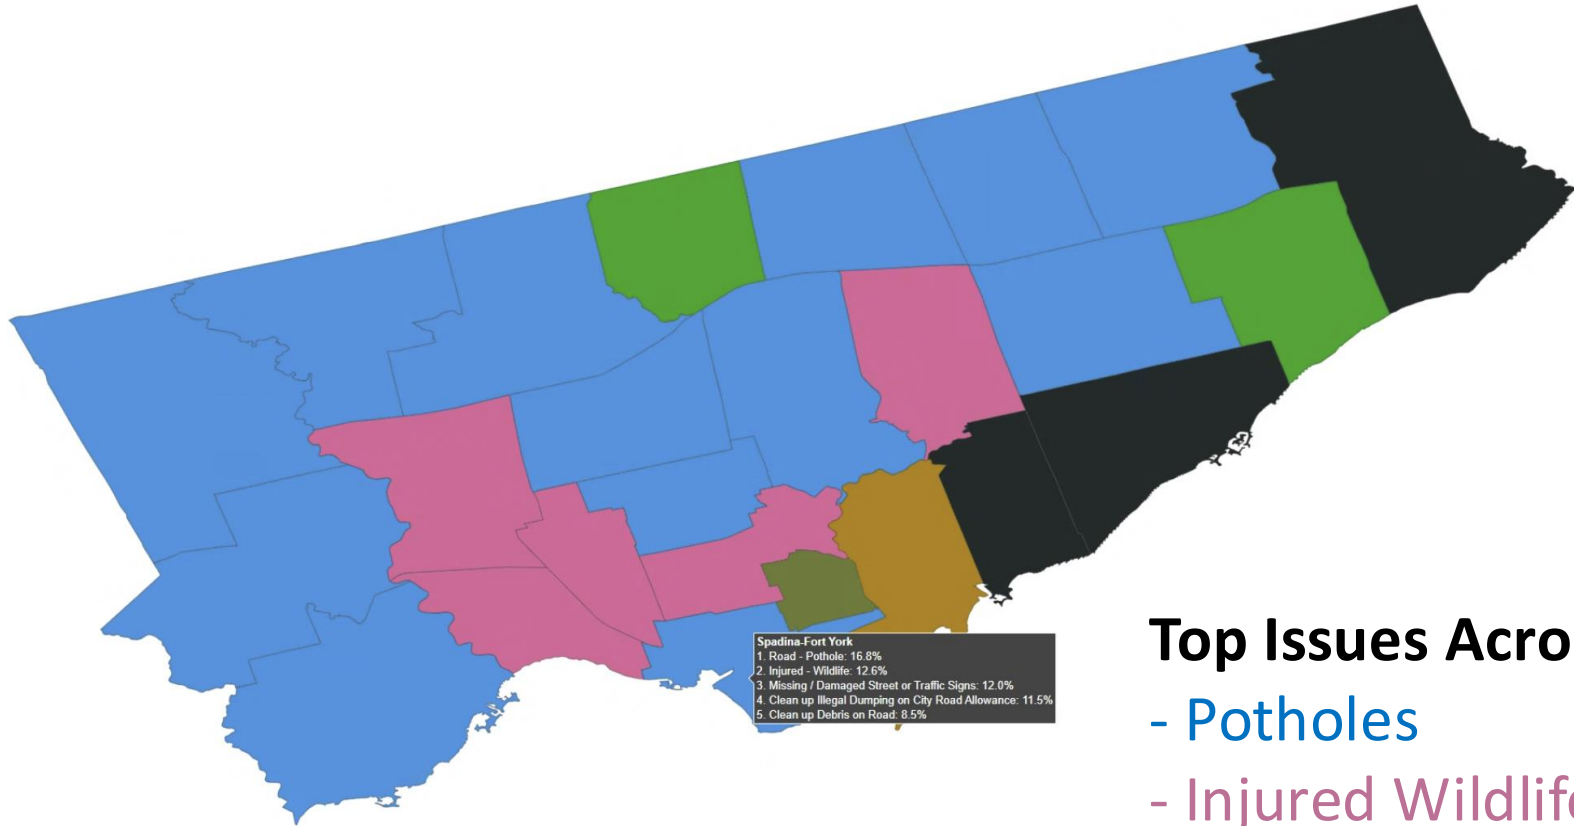 Spadina-Fort York
1. Road - Pothole: 16.8%
2. Injured - Wildlife: 12.6%
3. Missing / Damaged Street or Traffic Signs: 12.0%
4. Clean up Illegal Dumping on City Road Allowance: 11.5%
5. Clean up Debris on Road: 8.5%
Top Issues Acro
- Potholes
- Injured Wildlife